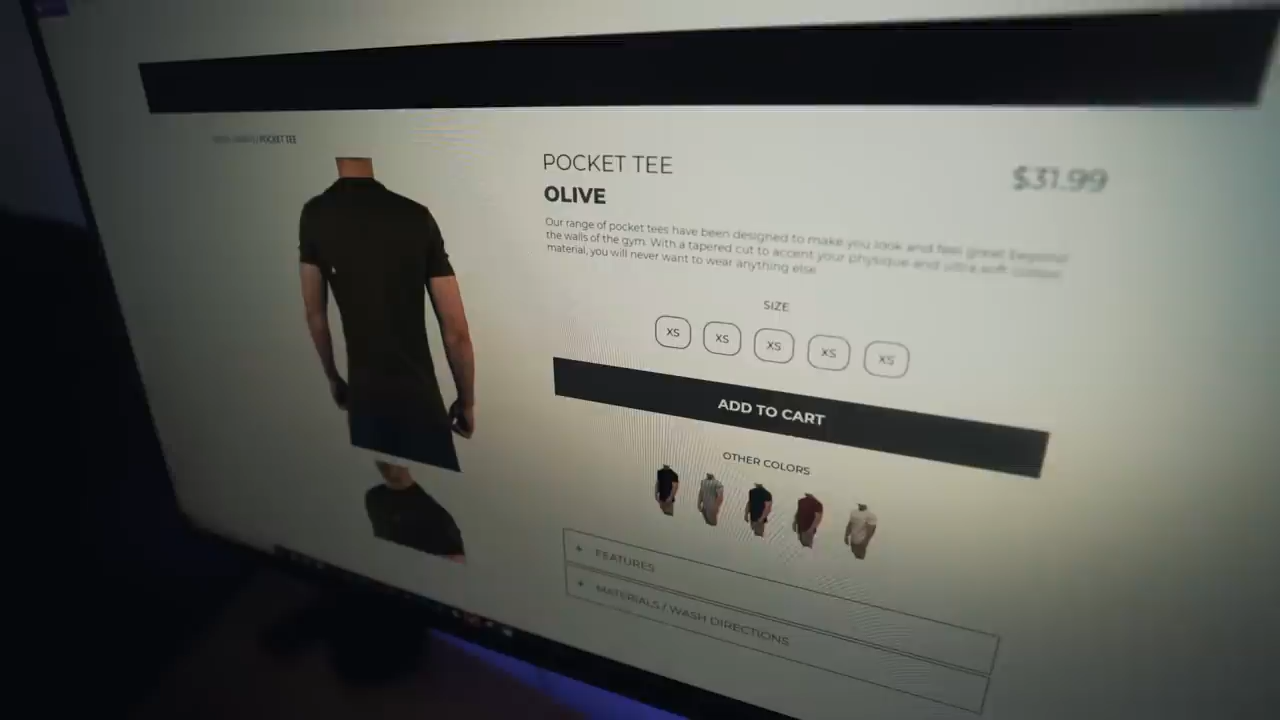 POCKET TEE
POCKET TEE
$31.99
OLIVE
Our range of pocket tees have been designed to make you look and feel great beyond
the walls of the gym. With a tapered cut to accent your physique and ultra soft
material, you will never want to wear anything else
SIZE
XS XS XS XS XS
ADD TO CART
OTHER COLORS
+ FEATURES
+ MATERIALS / WASH DIRECTIONS